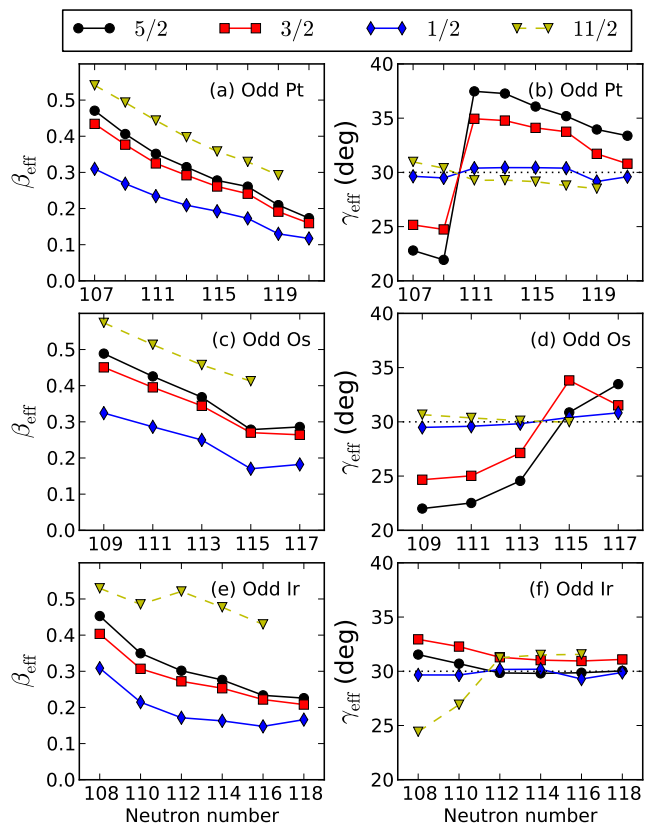 5/2 3/2 1/2 11/2
(a) Odd Pt
β_eff
0.5
0.4
0.3
0.2
0.1
0.0
107 111 115 119
(b) Odd Pt
γ_eff (deg)
40
35
30
25
20
107 111 115 119
(c) Odd Os
β_eff
0.5
0.4
0.3
0.2
0.1
0.0
109 111 113 115 117
(d) Odd Os
γ_eff (deg)
40
35
30
25
20
109 111 113 115 117
(e) Odd Ir
β_eff
0.5
0.4
0.3
0.2
0.1
0.0
108 110 112 114 116 118
Neutron number
(f) Odd Ir
γ_eff (deg)
40
35
30
25
20
108 110 112 114 116 118
Neutron number